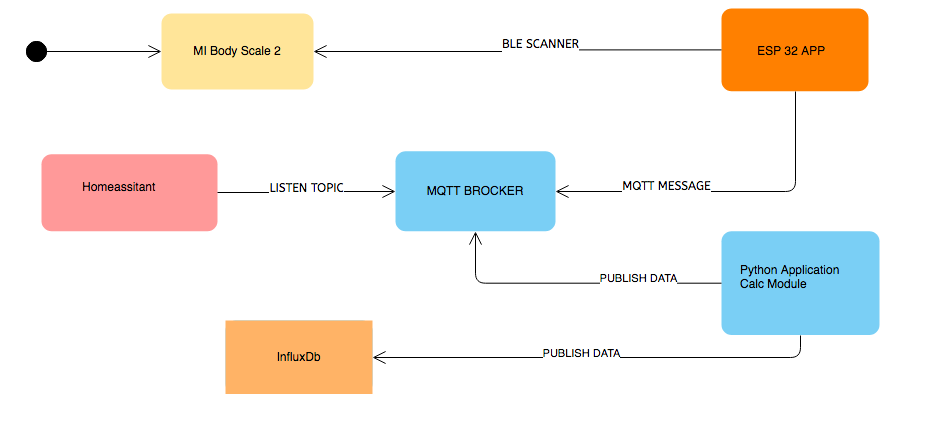 MI Body Scale 2
BLE SCANNER
ESP 32 APP
Homeassitant
LISTEN TOPIC
MQTT BROCKER
MQTT MESSAGE
PUBLISH DATA
Python Application
Calc Module
InfluxDb
PUBLISH DATA